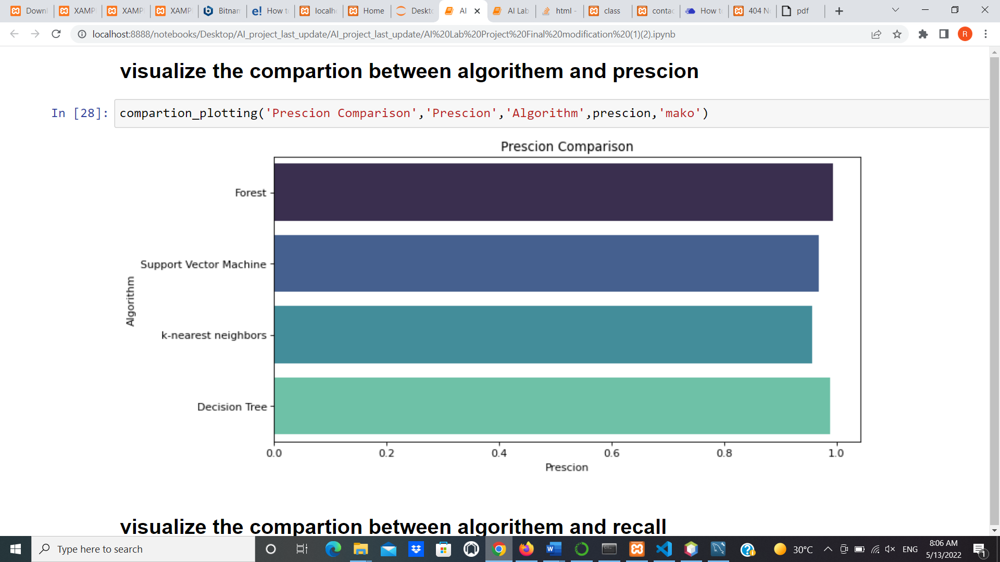 Downl XAMP XAMP XAMP Bitnam How t localh Home Deskt AI AI Lab html - class conta How t 404 N pdf
localhost:8888/notebooks/Desktop/AI_project_last_update/AI_project_last_update/AI%20Lab%20Project%20Final%20modification%20(1)(2).ipynb
R
visualize the compartion between algorithem and prescion
In [28]: compartion_plotting('Prescion Comparison','Prescion','Algorithm',prescion,'mako')
Prescion Comparison
Forest
Support Vector Machine
Algorithm
k-nearest neighbors
Decision Tree
0.0 0.2 0.4 0.6 0.8 1.0
Prescion
visualize the compartion between algorithem and recall
Type here to search
30°C ENG
8:06 AM
5/13/2022
1